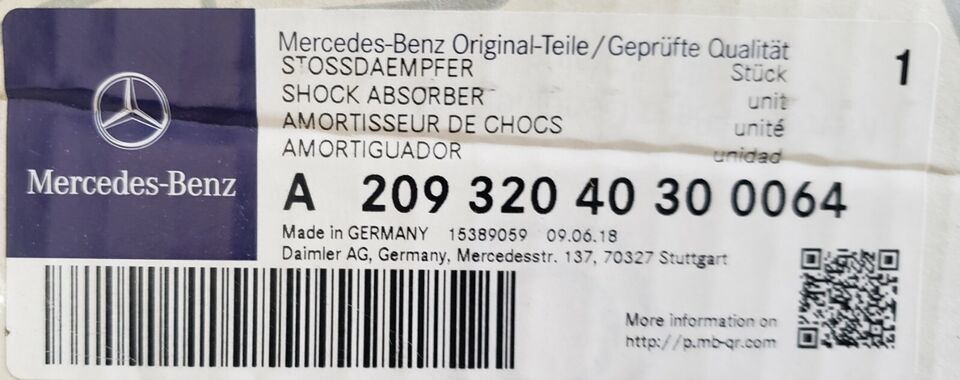 Mercedes-Benz
Mercedes-Benz Original-Teile/Geprüfte Qualität
STOSSDAEMPFER Stück 1
SHOCK ABSORBER unit
AMORTISSEUR DE CHOCS unité
AMORTIGUADOR unidad
A 209 320 40 30 0064
Made in GERMANY 15389059 09.06.18
Daimler AG, Germany, Mercedesstr. 137, 70327 Stuttgart
More information on
http://p.mb-qr.com